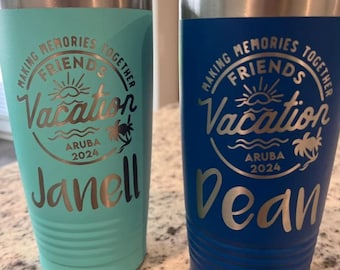 MAKING MEMORIES TOGETHER
FRIENDS
Vacation
ARUBA
2024
Janell
MAKING MEMORIES TOGETHER
FRIENDS
Vacation
ARUBA
2024
Dean